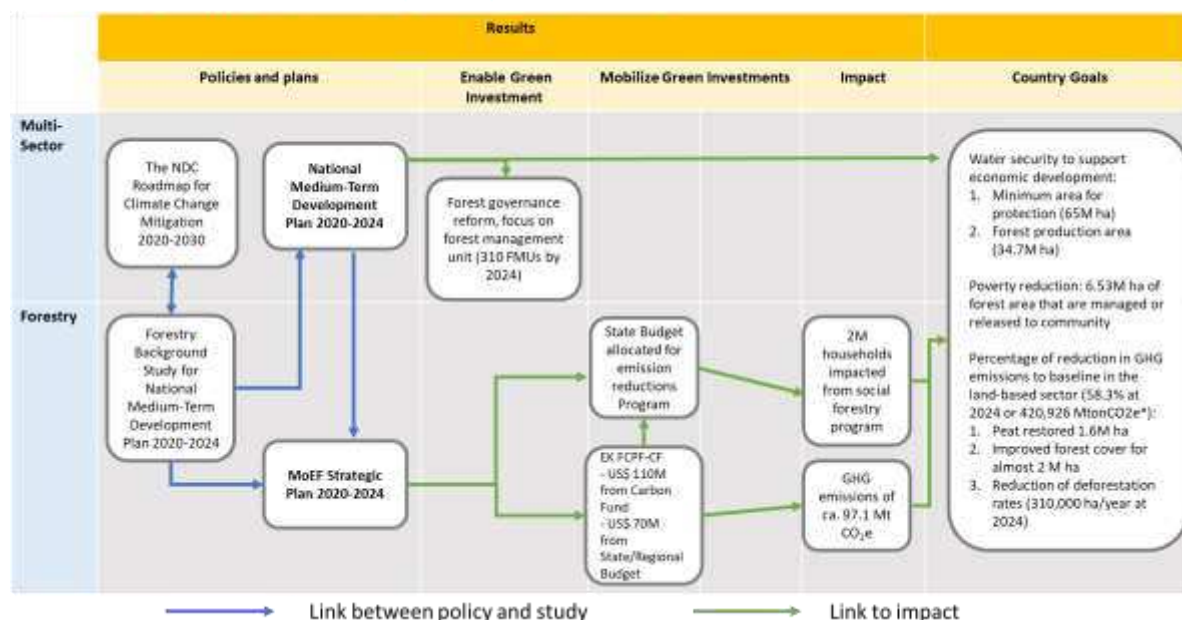 Results
Policies and plans
Enable Green
Investment
Mobilize Green Investments
Impact
Country Goals
Multi-
Sector
The NDC
Roadmap for
Climate Change
Mitigation
2020-2030
National
Medium-Term
Development
Plan 2020-2024
Forest governance
reform, focus on
forest management
unit (310 FMUs by
2024)
Forestry
Forestry
Background
Study for
National
Medium-Term
Development
Plan 2020-2024
MoEF Strategic
Plan 2020-2024
State Budget
allocated for
emission
reductions
Program
EK FCPF-CF
- US$ 110M
from Carbon
Fund
- US$ 70M
from
State/Regional
Budget
2M
households
impacted
from social
forestry
program
GHG
emissions of
ca. 97.1 Mt
CO₂e
Water security to support
economic development:
1. Minimum area for
protection (65M ha)
2. Forest production area
(34.7M ha)
Poverty reduction: 6.53M ha of
forest area that are managed or
released to community
Percentage of reduction in GHG
emissions to baseline in the
land-based sector (58.3% at
2024 or 420,926 MtonCO2e*):
1. Peat restored 1.6M ha
2. Improved forest cover for
almost 2 M ha
3. Reduction of deforestation
rates (310,000 ha/year at
2024)
Link between policy and study
Link to impact